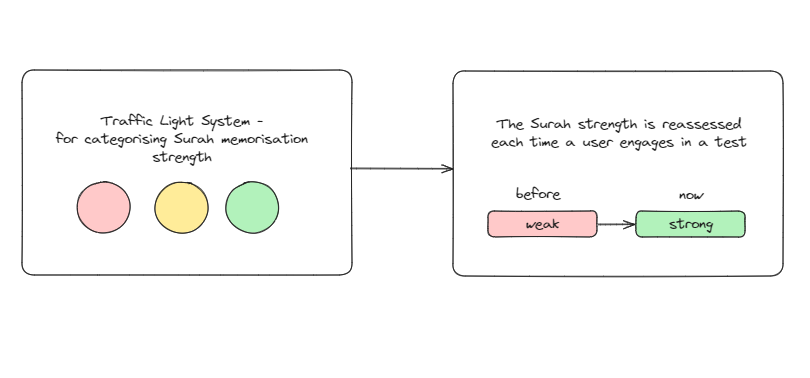 Traffic Light System -
for categorising Surah memorisation
strength
The Surah strength is reassessed
each time a user engages in a test
before
now
weak
strong